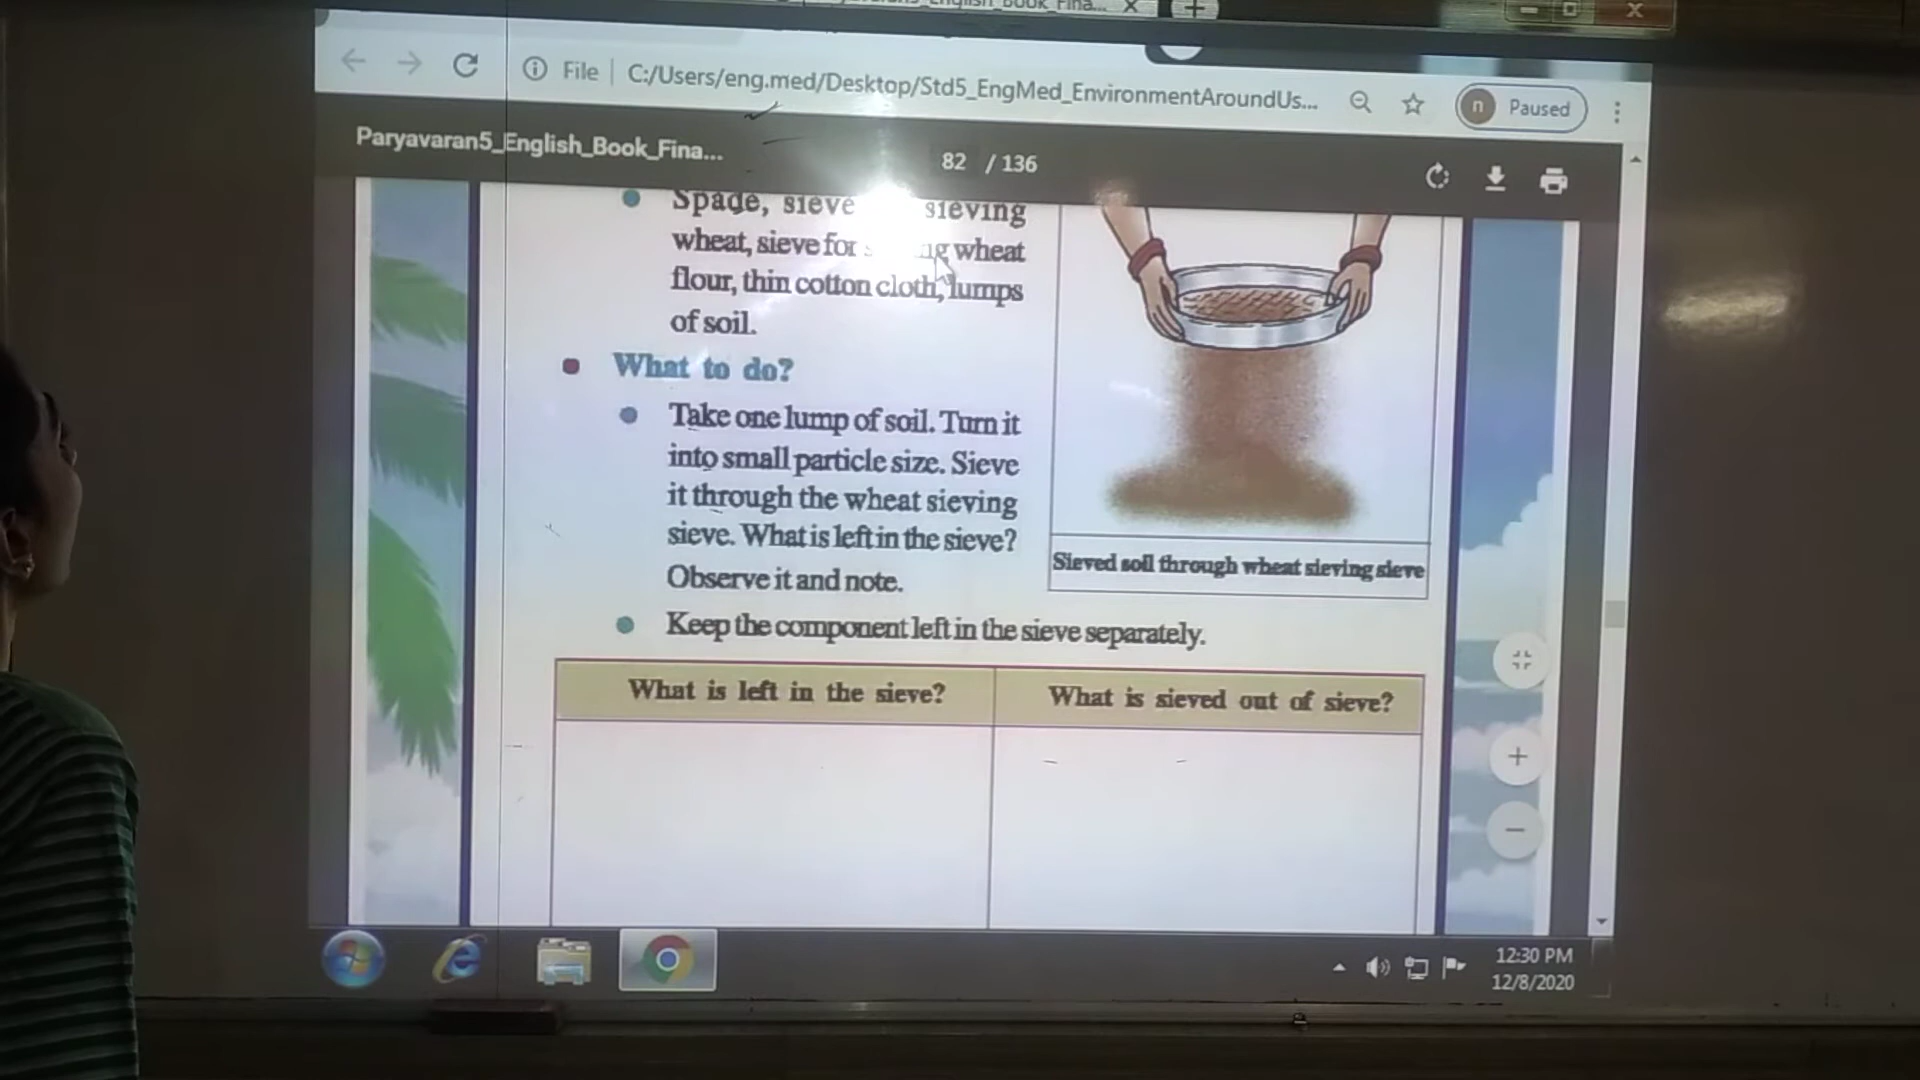 File
C:/Users/eng.med/Desktop/Std5_EngMed_EnvironmentAroundUs...
n Paused
Paryavaran5_English_Book_Fina...
82 / 136
Spade, sieve sieving
wheat, sieve for wheat
flour, thin cotton cloth, lumps
of soil.
What to do?
Take one lump of soil. Turn it
into small particle size. Sieve
it through the wheat sieving
sieve. What is left in the sieve?
Observe it and note.
Sieved soil through wheat sieving sieve
Keep the component left in the sieve separately.
What is left in the sieve?
What is sieved out of sieve?
12:30 PM
12/8/2020